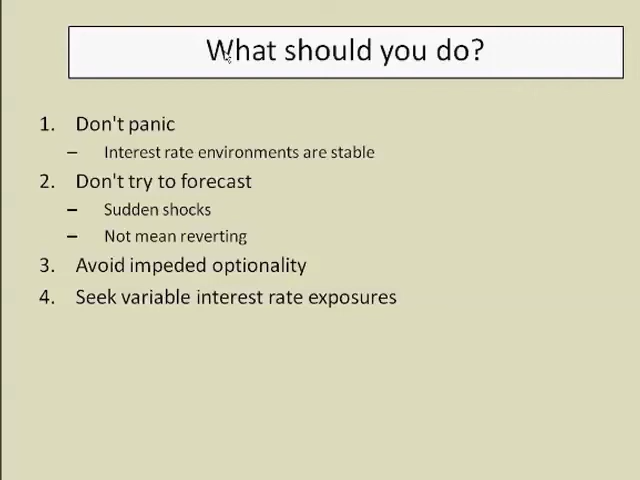 What should you do?
1. Don't panic
– Interest rate environments are stable
2. Don't try to forecast
– Sudden shocks
– Not mean reverting
3. Avoid impeded optionality
4. Seek variable interest rate exposures